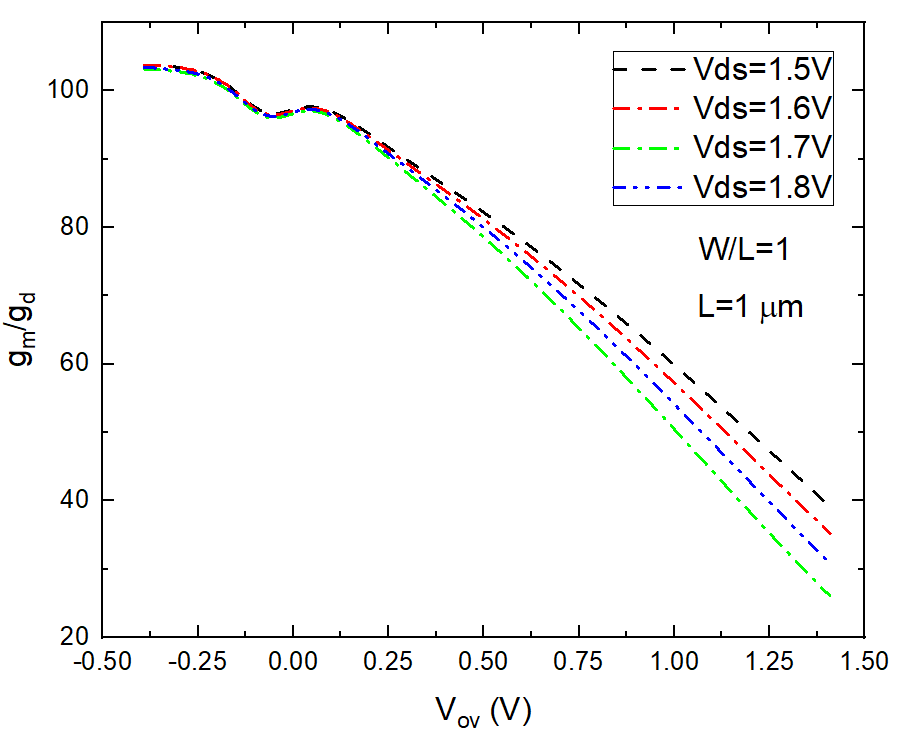 Vds=1.5V
Vds=1.6V
Vds=1.7V
Vds=1.8V
W/L=1
L=1 μm
100
80
60
40
20
gm/gd
-0.50 -0.25 0.00 0.25 0.50 0.75 1.00 1.25 1.50
Vov (V)